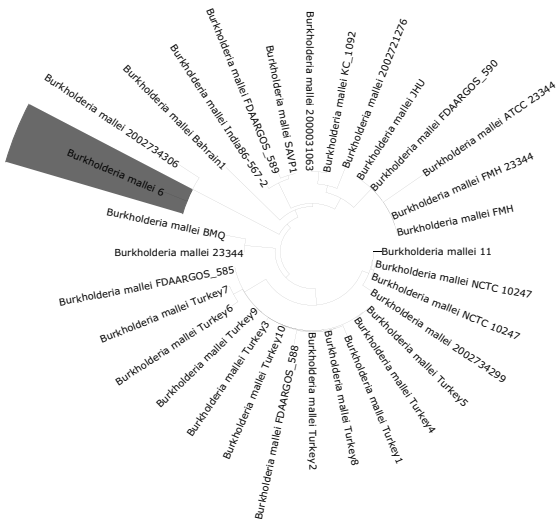 Burkholderia mallei 2000031063
Burkholderia mallei KC_1092
Burkholderia mallei 2002721276
Burkholderia mallei JHU
Burkholderia mallei FDAARGOS_590
Burkholderia mallei ATCC 23344
Burkholderia mallei FMH 23344
Burkholderia mallei FMH
Burkholderia mallei 11
Burkholderia mallei NCTC 10247
Burkholderia mallei NCTC 10247
Burkholderia mallei 2002734299
Burkholderia mallei Turkey5
Burkholderia mallei Turkey4
Burkholderia mallei Turkey1
Burkholderia mallei Turkey8
Burkholderia mallei Turkey2
Burkholderia mallei FDAARGOS_588
Burkholderia mallei Turkey10
Burkholderia mallei Turkey3
Burkholderia mallei Turkey9
Burkholderia mallei Turkey6
Burkholderia mallei Turkey7
Burkholderia mallei FDAARGOS_585
Burkholderia mallei 23344
Burkholderia mallei BMQ
Burkholderia mallei 6
Burkholderia mallei 2002734306
Burkholderia mallei Bahrain1
Burkholderia mallei India86-567-2
Burkholderia mallei FDAARGOS_589
Burkholderia mallei SAVP1